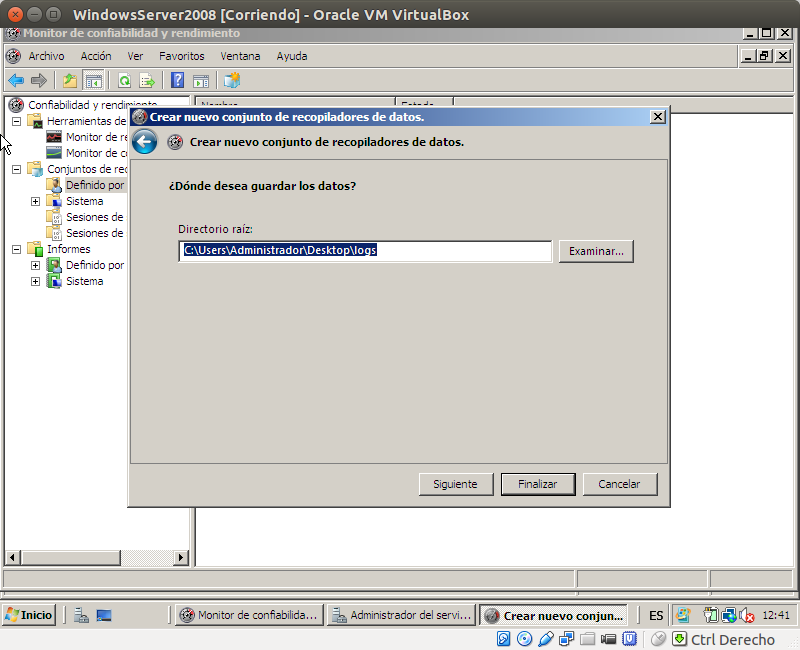 WindowsServer2008 [Corriendo] - Oracle VM VirtualBox
Monitor de confiabilidad y rendimiento
Archivo Acción Ver Favoritos Ventana Ayuda
Confiabilidad y rendimiento
Nombre Estado
Herramientas de
Monitor de re
Monitor de co
Conjuntos de rec
Definido por
Sistema
Sesiones de
Sesiones de
Informes
Definido por
Sistema
Crear nuevo conjunto de recopiladores de datos.
Crear nuevo conjunto de recopiladores de datos.
¿Dónde desea guardar los datos?
Directorio raíz:
C:\Users\Administrador\Desktop\logs
Examinar...
Siguiente Finalizar Cancelar
Inicio Monitor de confiabilida... Administrador del servi... Crear nuevo conjun... ES 12:41
Ctrl Derecho